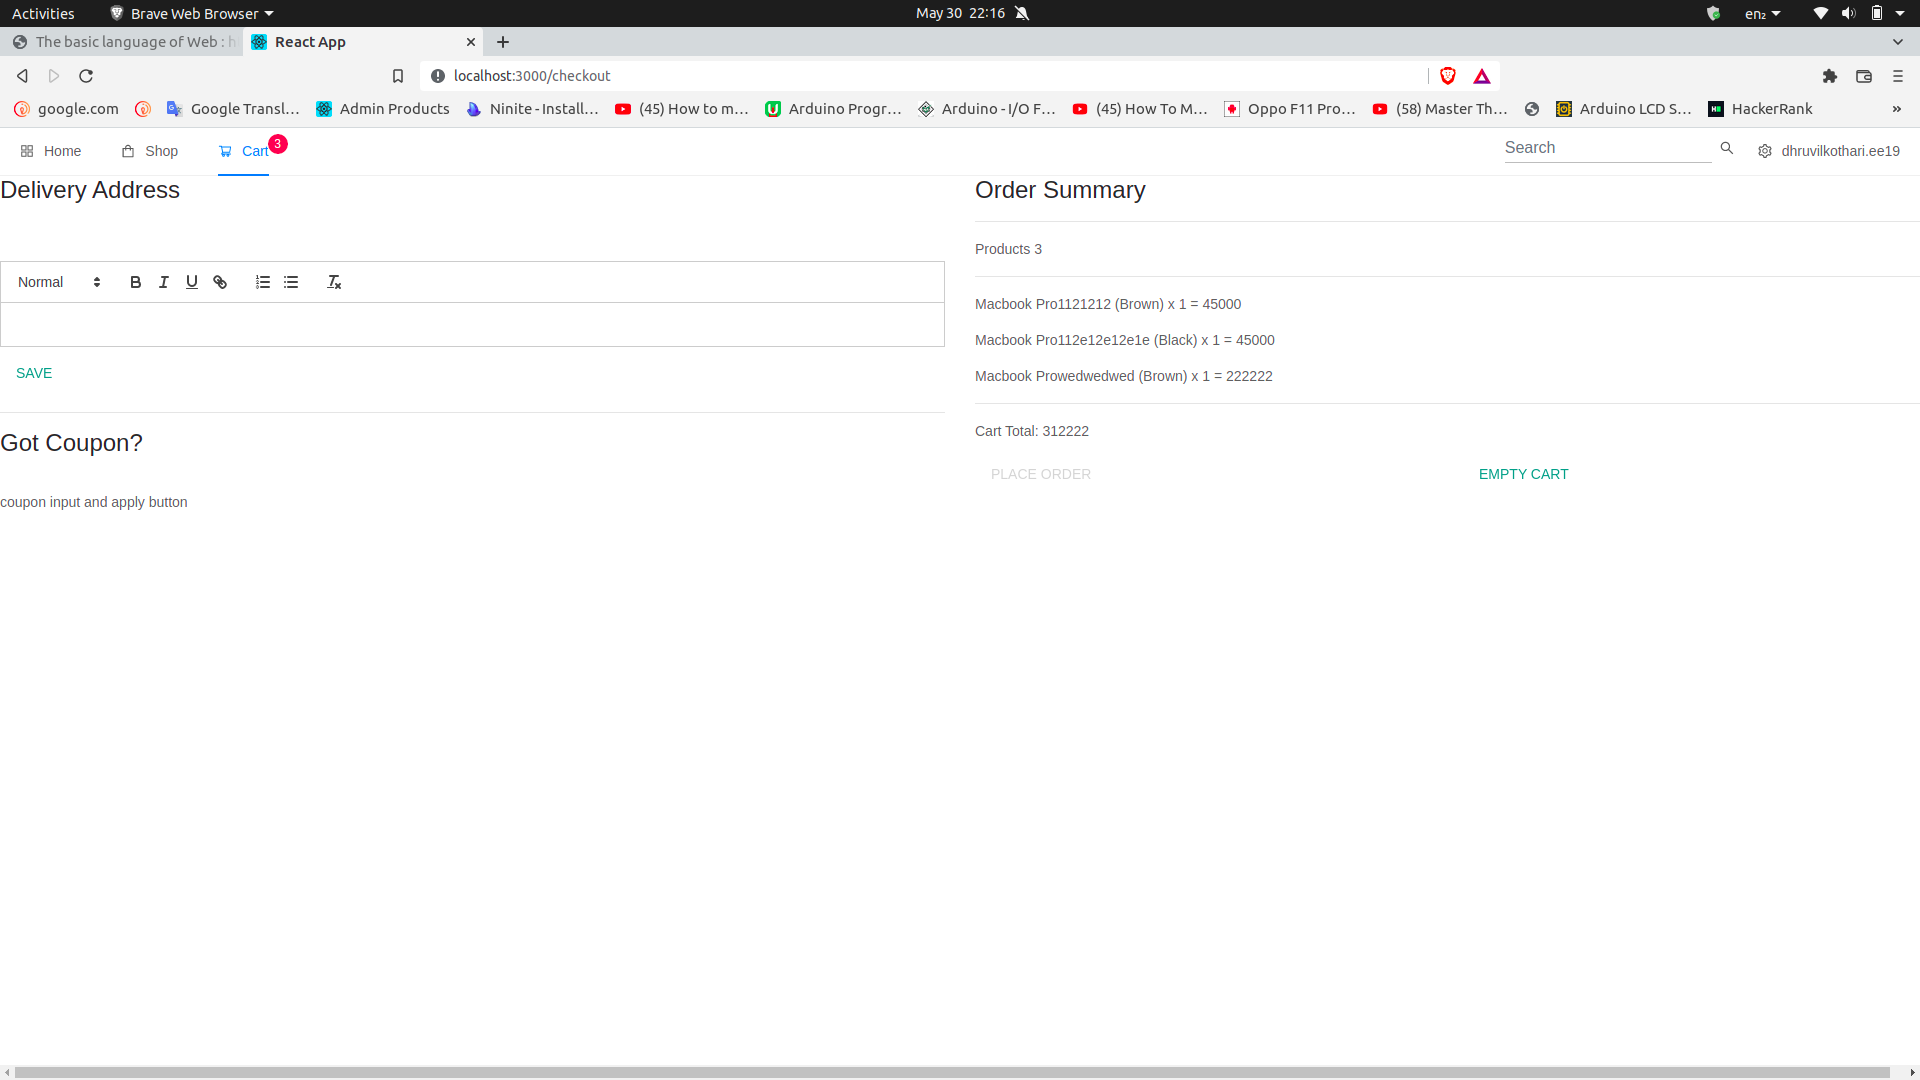 Activities
Brave Web Browser
May 30 22:16
en₂
The basic language of Web : h
React App
localhost:3000/checkout
google.com
Google Transl…
Admin Products
Ninite - Install…
(45) How to m…
Arduino Progr…
Arduino - I/O F…
(45) How To M…
Oppo F11 Pro…
(58) Master Th…
Arduino LCD S…
HackerRank
»
Home
Shop
Cart
3
Search
dhruvilkothari.ee19
Delivery Address
Normal
B I U
SAVE
Got Coupon?
coupon input and apply button
Order Summary
Products 3
Macbook Pro1121212 (Brown) x 1 = 45000
Macbook Pro112e12e12e1e (Black) x 1 = 45000
Macbook Prowedwedwed (Brown) x 1 = 222222
Cart Total: 312222
PLACE ORDER
EMPTY CART